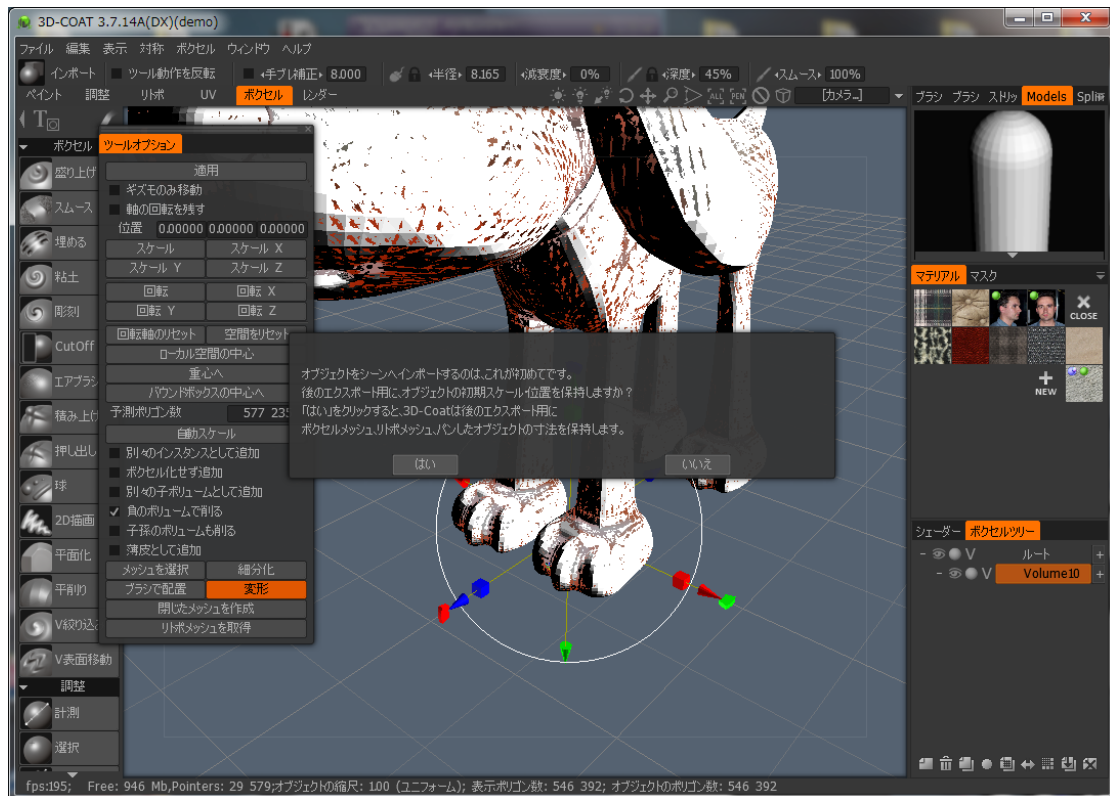 3D-COAT 3.7.14A(DX)(demo)
ファイル 編集 表示 対称 ボクセル ウィンドウ ヘルプ
インポート ツール動作を反転 手ブレ補正 8.000 半径 8.165 減衰度 0% 深度 45% スムース 100%
ペイント 調整 リトポ UV ボクセル レンダー ALL PEN [カメラ...]
ブラシ ブラシ ストリッ Models Splin
T
ボクセル
盛り上げ
スムース
埋める
粘土
彫刻
CutOff
エアブラシ
積み上げ
押し出し
球
2D描画
平面化
平削り
V絞り込
V表面移動
調整
計測
選択
ツールオプション
適用
ギズモのみ移動
軸の回転を残す
位置 0.00000 0.00000 0.00000
スケール スケール X
スケール Y スケール Z
回転 回転 X
回転 Y 回転 Z
回転軸のリセット 空間をリセット
ローカル空間の中心
重心へ
バウンドボックスの中心へ
予測ポリゴン数 577 235
自動スケール
別々のインスタンスとして追加
ボクセル化せず追加
別々の子ボリュームとして追加
負のボリュームで削る
子孫のボリュームも削る
薄皮として追加
メッシュを選択 細分化
ブラシで配置 変形
閉じたメッシュを作成
リトポメッシュを取得
オブジェクトをシーンへインポートするのは、これが初めてです。
後のエクスポート用に、オブジェクトの初期スケール・位置を保持しますか?
「はい」をクリックすると、3D-Coatは後のエクスポート用に
ボクセルメッシュ、リトポメッシュ、パンしたオブジェクトの寸法を保持します。
はい いいえ
マテリアル マスク
CLOSE
NEW
シェーダー ボクセルツリー
V ルート +
V Volume10 +
fps:195; Free: 946 Mb,Pointers: 29 579;オブジェクトの縮尺: 1.00 (ユニフォーム); 表示ポリゴン数: 546 392; オブジェクトのポリゴン数: 546 392